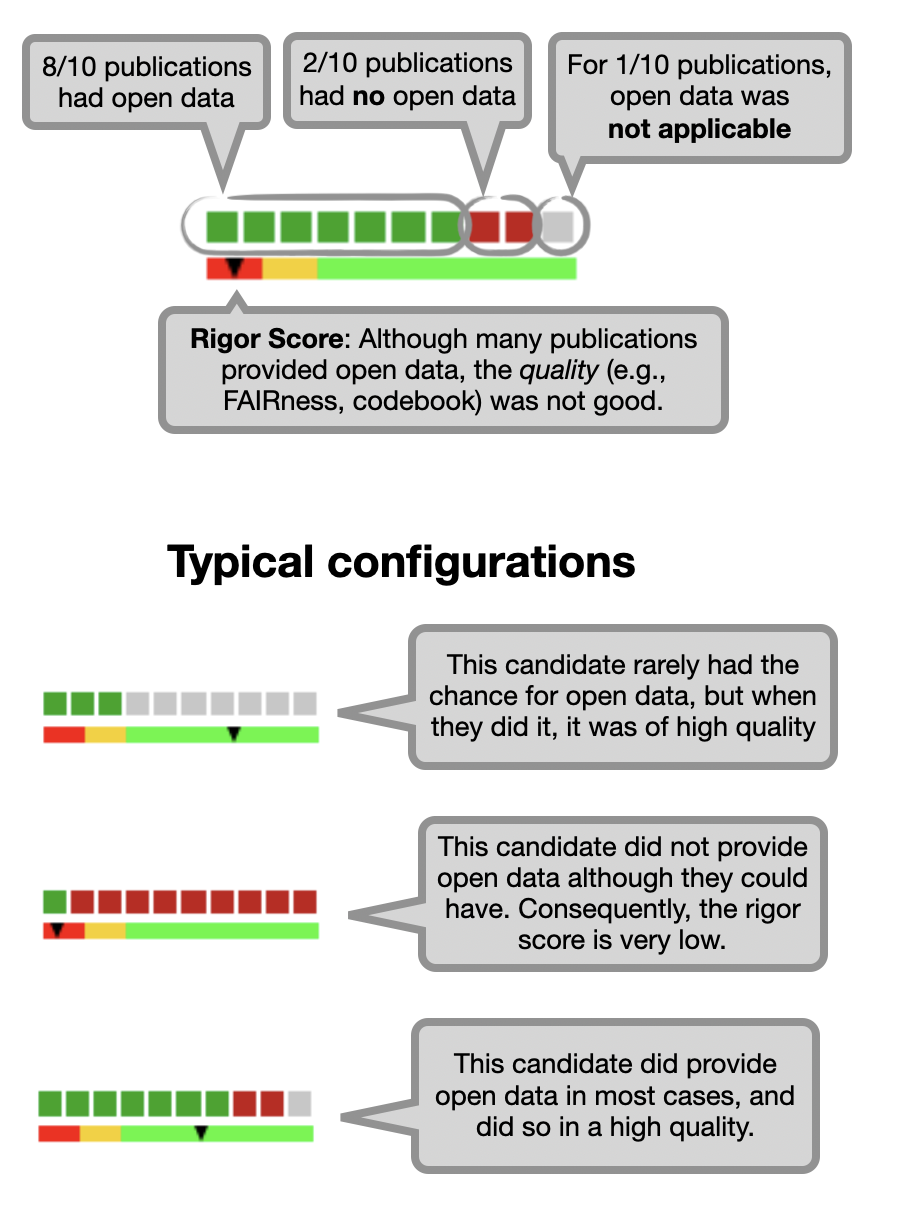 8/10 publications
had open data
2/10 publications
had no open data
For 1/10 publications,
open data was
not applicable
Rigor Score: Although many publications
provided open data, the quality (e.g.,
FAIRness, codebook) was not good.
Typical configurations
This candidate rarely had the
chance for open data, but when
they did it, it was of high quality
This candidate did not provide
open data although they could
have. Consequently, the rigor
score is very low.
This candidate did provide
open data in most cases, and
did so in a high quality.